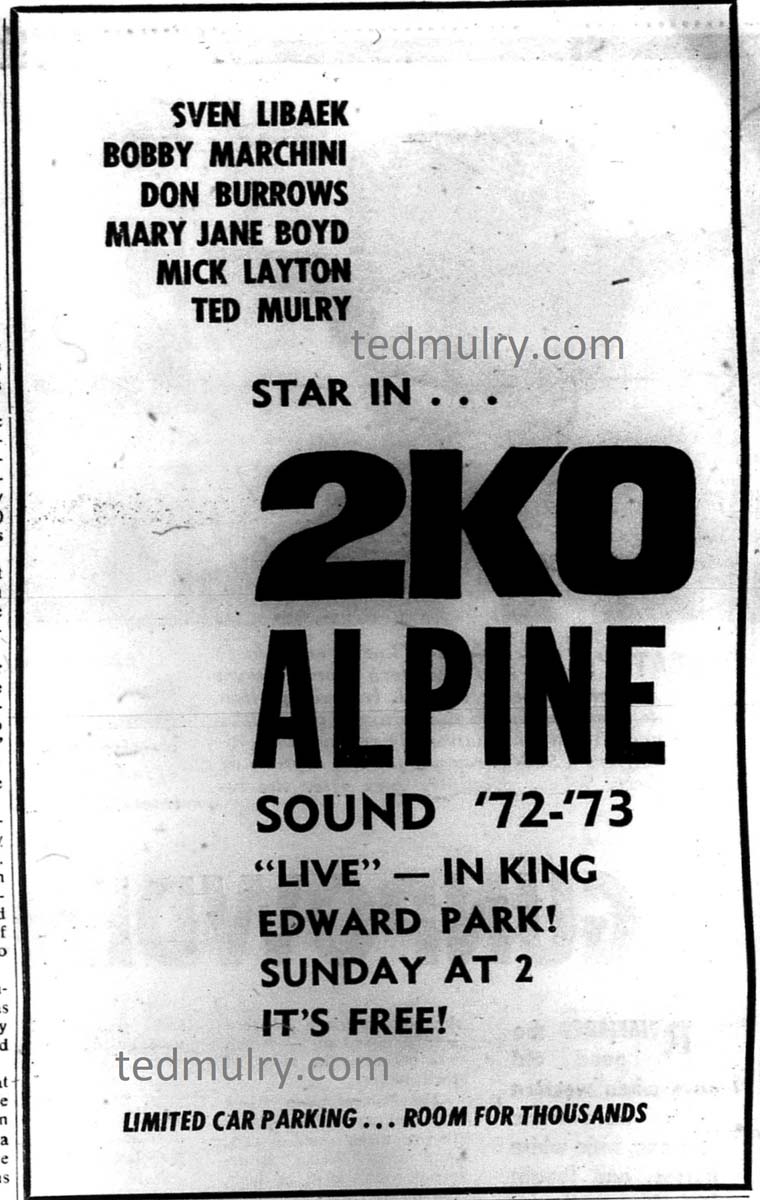 SVEN LIBAEK
BOBBY MARCHINI
DON BURROWS
MARY JANE BOYD
MICK LAYTON
TED MULRY
tedmulry.com
STAR IN . . .
2KO
ALPINE
SOUND '72-'73
“LIVE” — IN KING
EDWARD PARK!
SUNDAY AT 2
IT'S FREE!
tedmulry.com
LIMITED CAR PARKING . . . ROOM FOR THOUSANDS